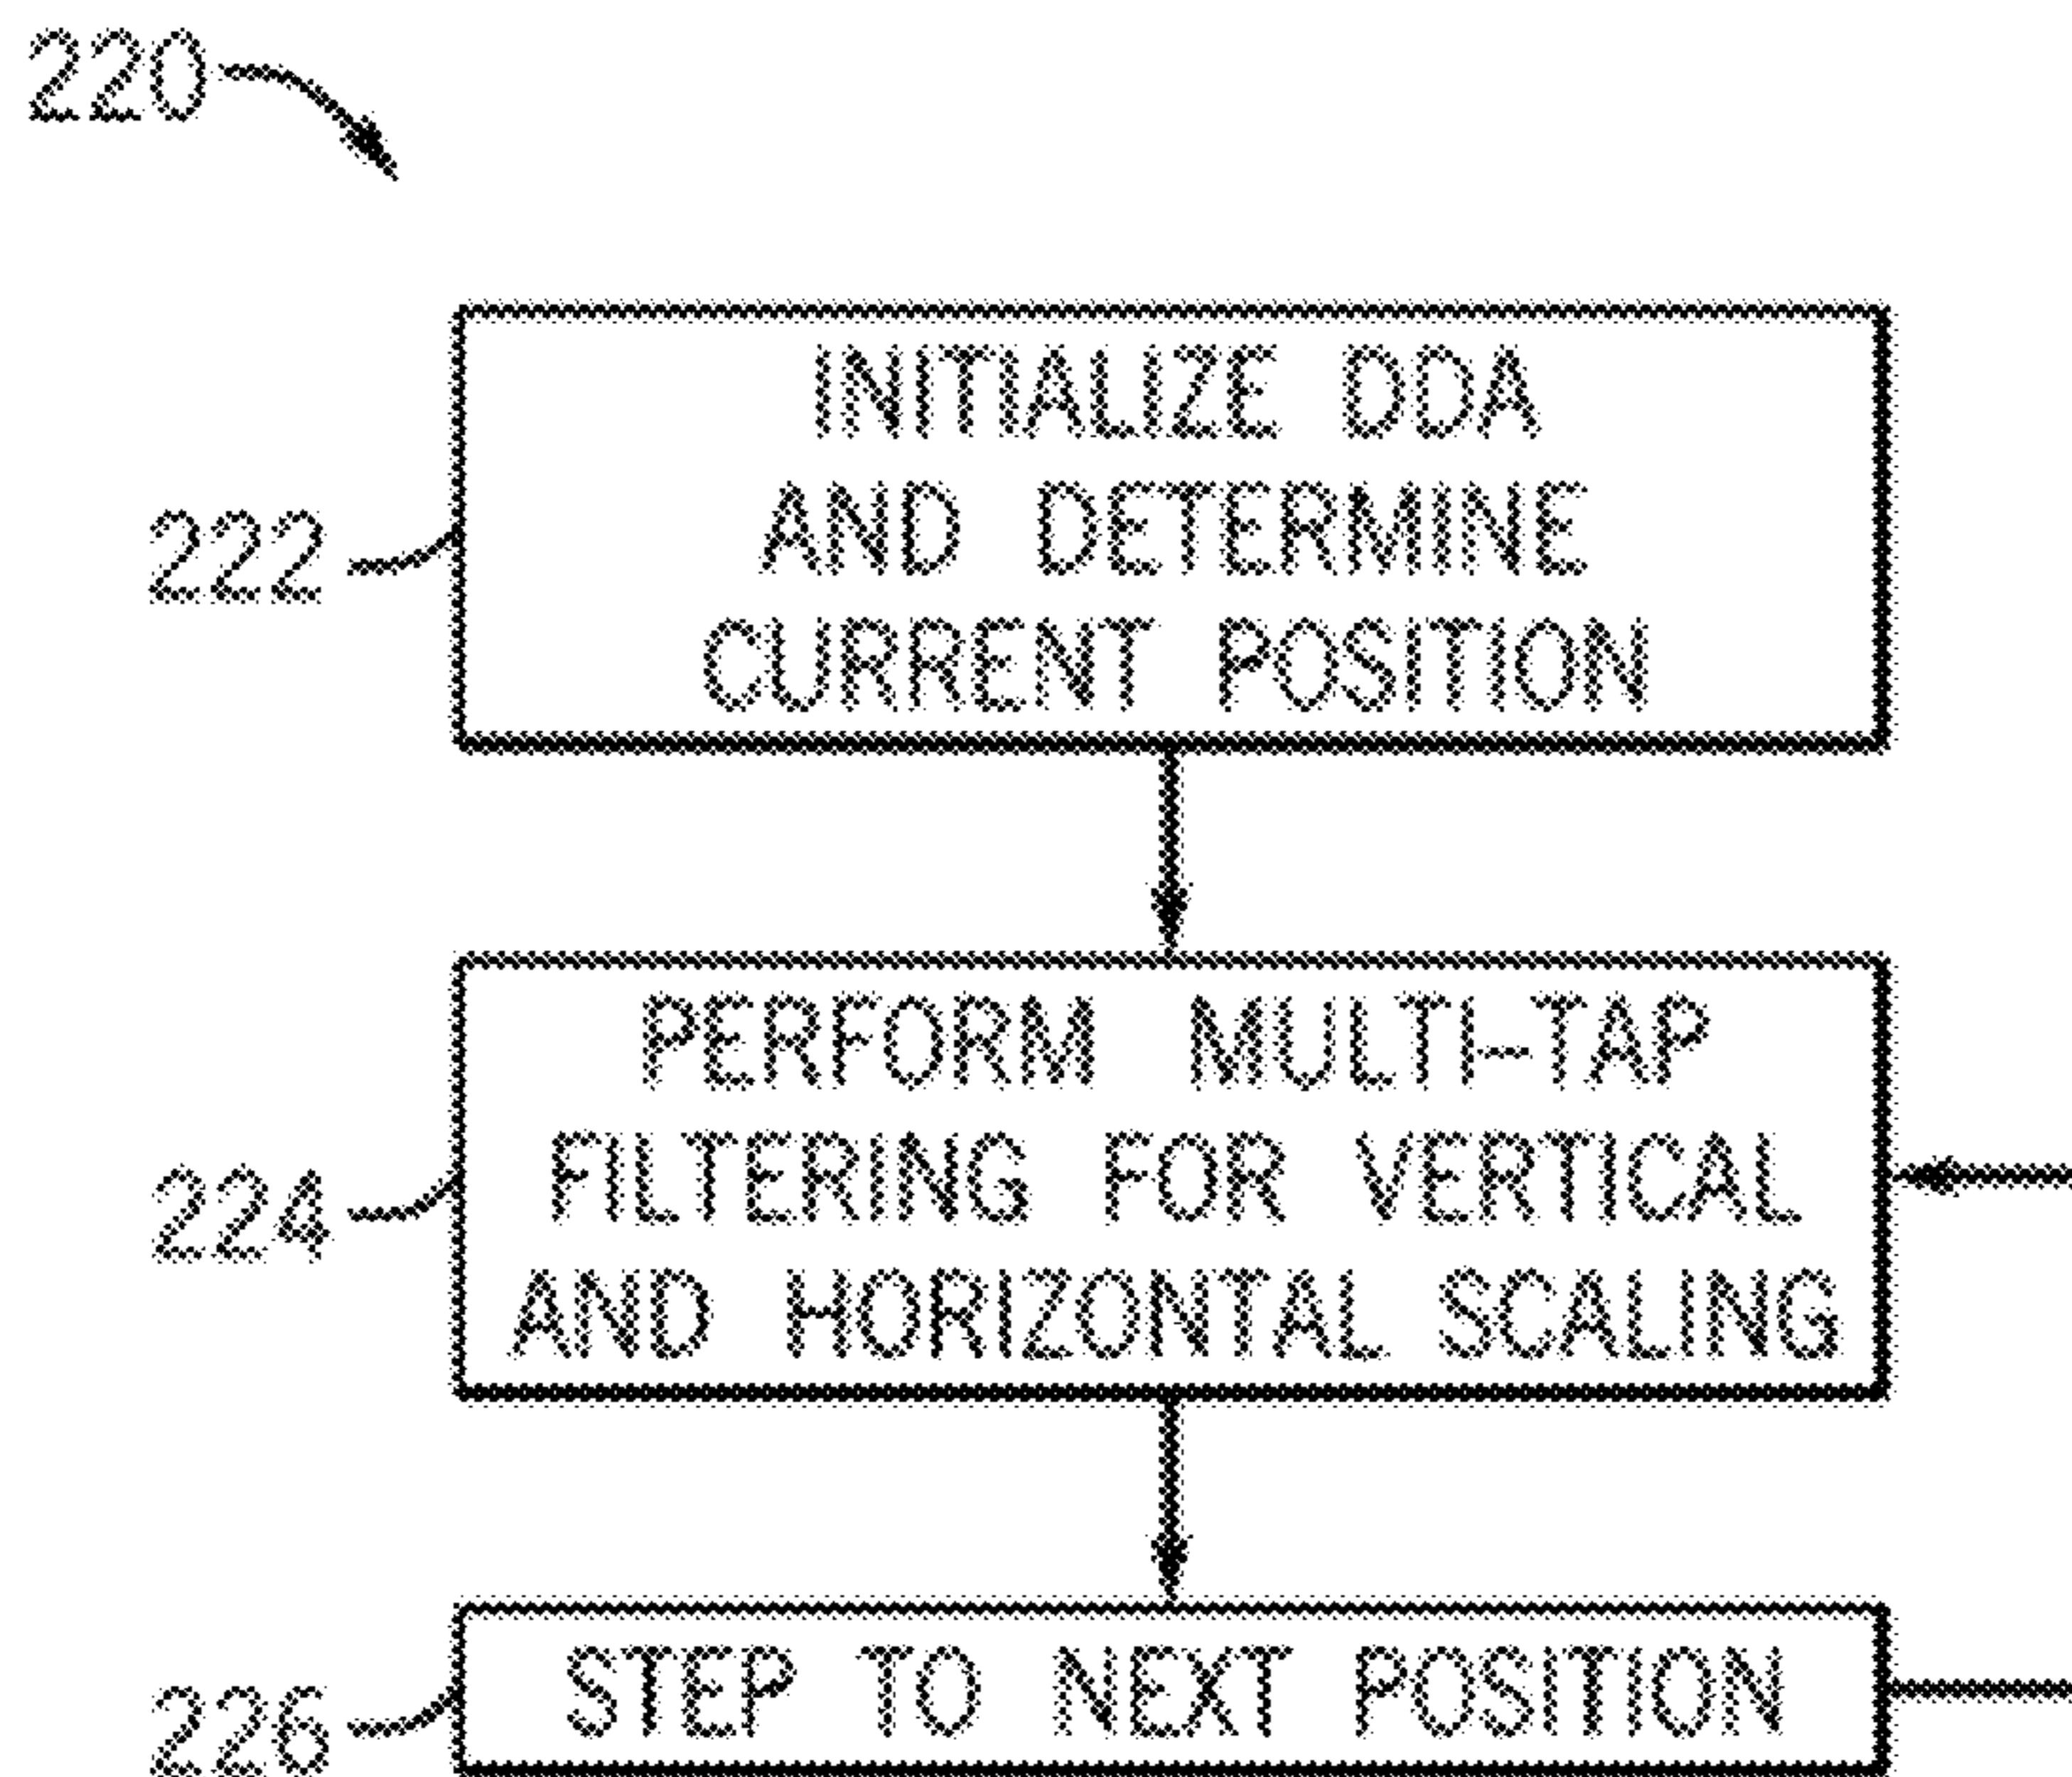 220
INITIALIZE DDA
AND DETERMINE
CURRENT POSITION
222
PERFORM MULTI-TAP
FILTERING FOR VERTICAL
AND HORIZONTAL SCALING
224
STEP TO NEXT POSITION
226